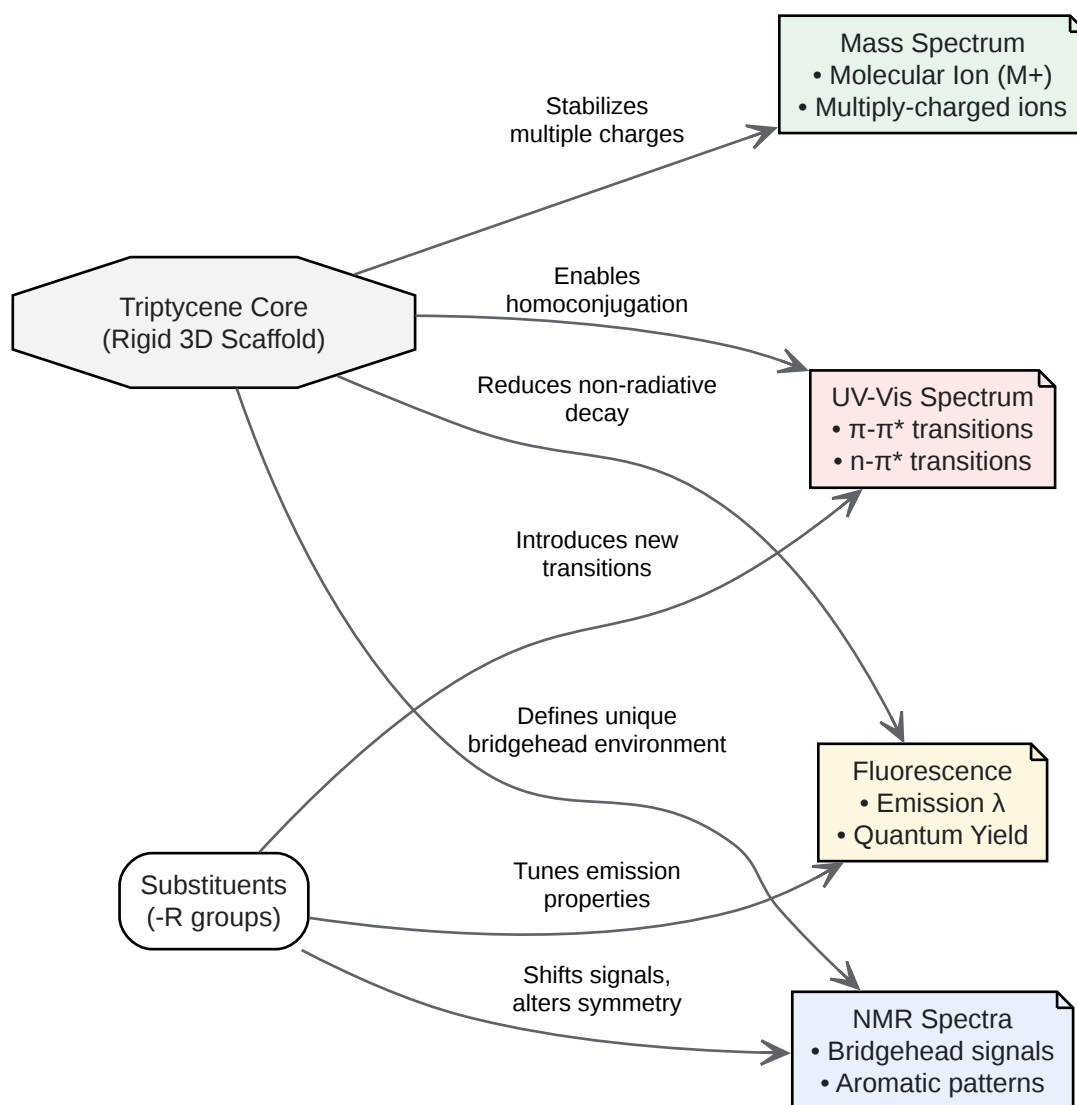 Mass Spectrum
• Molecular Ion (M+)
• Multiply-charged ions
Stabilizes
multiple charges
Triptycene Core
(Rigid 3D Scaffold)
Enables
homoconjugation
Reduces non-radiative
decay
UV-Vis Spectrum
• π-π* transitions
• n-π* transitions
Introduces new
transitions
Defines unique
bridgehead environment
Fluorescence
• Emission λ
• Quantum Yield
Substituents
(-R groups)
Tunes emission
properties
Shifts signals,
alters symmetry
NMR Spectra
• Bridgehead signals
• Aromatic patterns